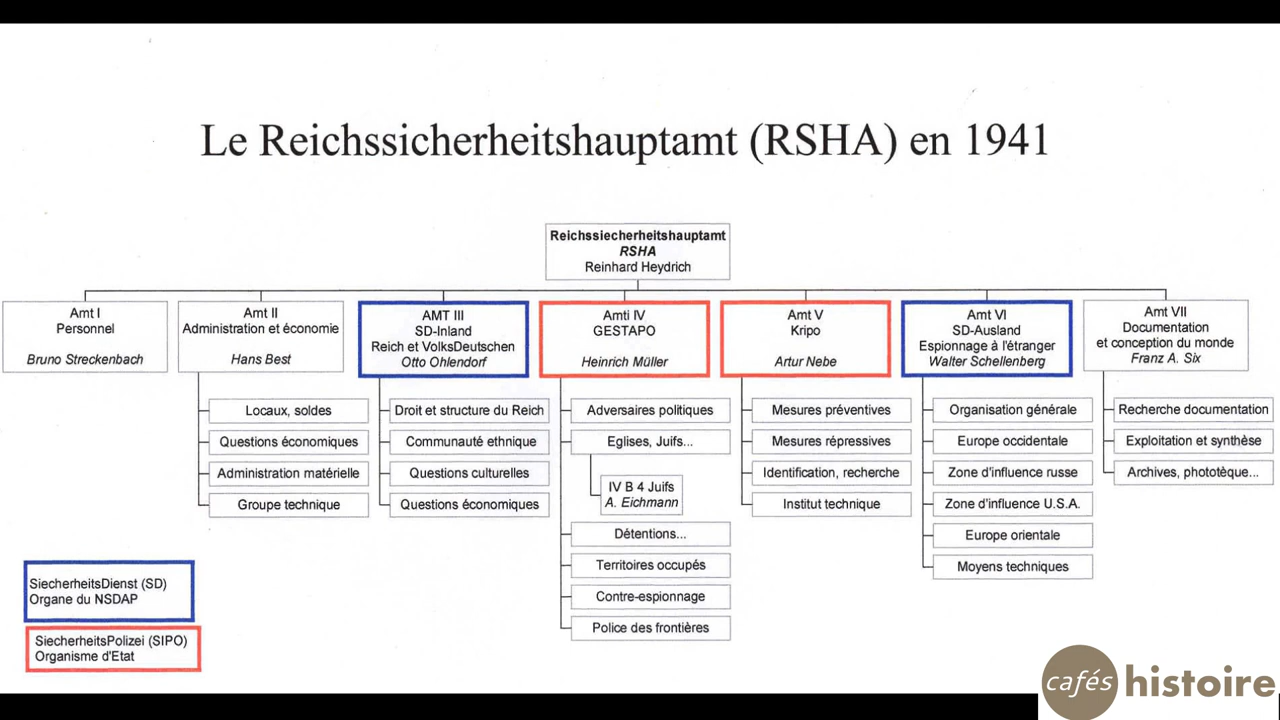 Le Reichssicherheitshauptamt (RSHA) en 1941
Reichssiecherheitshauptamt
RSHA
Reinhard Heydrich
Amt I
Personnel
Bruno Streckenbach
Amt II
Administration et économie
Hans Best
Locaux, soldes
Questions économiques
Administration matérielle
Groupe technique
AMT III
SD-Inland
Reich et VolksDeutschen
Otto Ohlendorf
Droit et structure du Reich
Communauté ethnique
Questions culturelles
Questions économiques
Amti IV
GESTAPO
Heinrich Müller
Adversaires politiques
Eglises, Juifs...
IV B 4 Juifs
A. Eichmann
Détentions...
Territoires occupés
Contre-espionnage
Police des frontières
Amt V
Kripo
Artur Nebe
Mesures préventives
Mesures répressives
Identification, recherche
Institut technique
Amt VI
SD-Ausland
Espionnage à l'étranger
Walter Schellenberg
Organisation générale
Europe occidentale
Zone d'influence russe
Zone d'influence U.S.A.
Europe orientale
Moyens techniques
Amt VII
Documentation
et conception du monde
Franz A. Six
Recherche documentation
Exploitation et synthèse
Archives, phototèque...
SiecherheitsDienst (SD)
Organe du NSDAP
SiecherheitsPolizei (SIPO)
Organisme d'Etat
cafés histoire